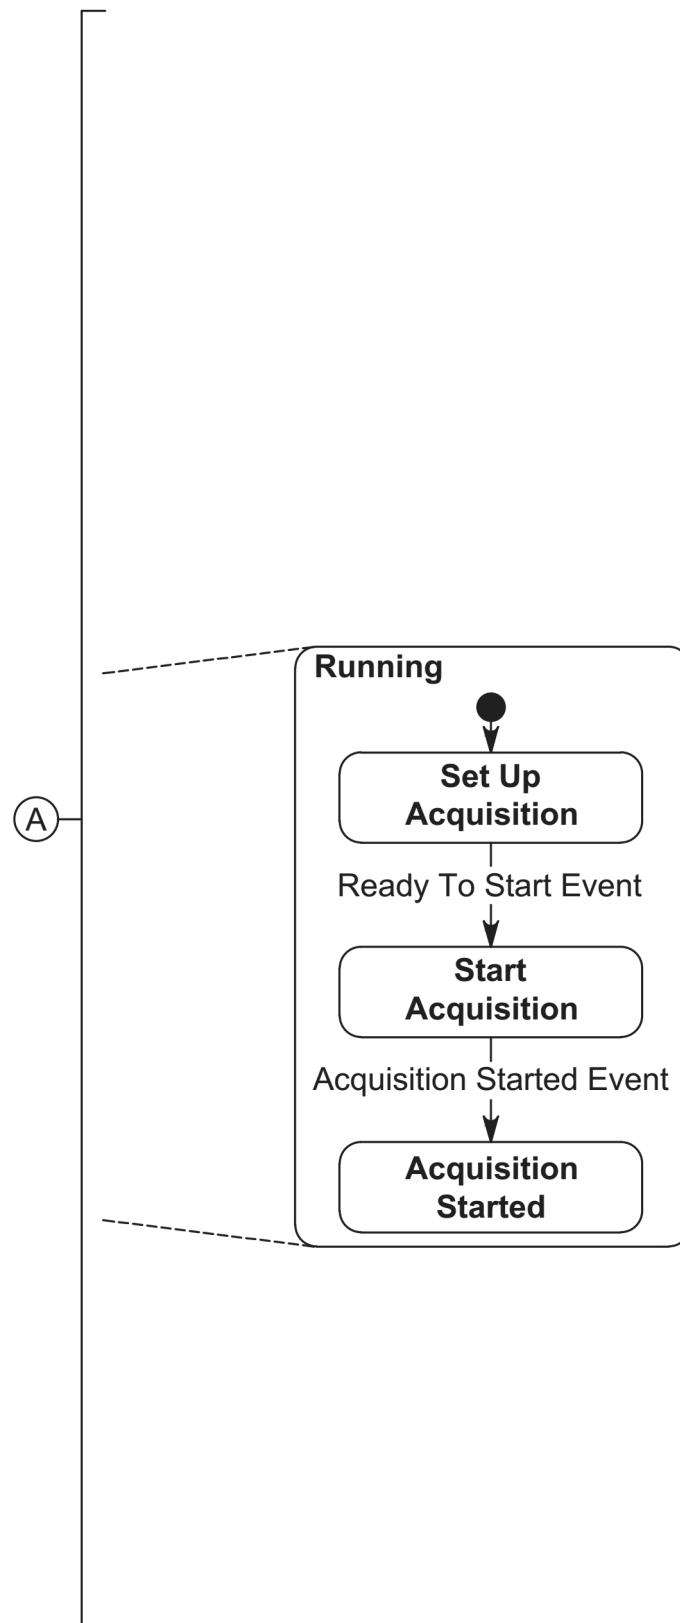 Running
Set Up
Acquisition
A
Ready To Start Event
Start
Acquisition
Acquisition Started Event
Acquisition
Started